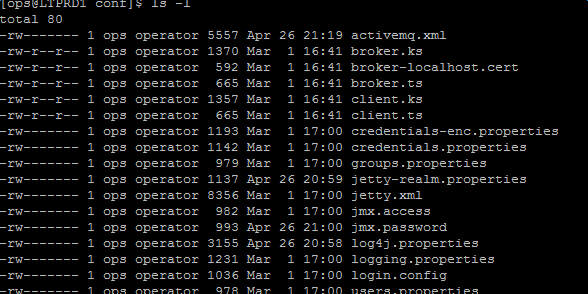 [ops@LTPRD1 conf]$ ls -l
total 80
-rw------- 1 ops operator 5557 Apr 26 21:19 activemq.xml
-rw-r--r-- 1 ops operator 1370 Mar  1 16:41 broker.ks
-rw-r--r-- 1 ops operator  592 Mar  1 16:41 broker-localhost.cert
-rw-r--r-- 1 ops operator  665 Mar  1 16:41 broker.ts
-rw-r--r-- 1 ops operator 1357 Mar  1 16:41 client.ks
-rw-r--r-- 1 ops operator  665 Mar  1 16:41 client.ts
-rw------- 1 ops operator 1193 Mar  1 17:00 credentials-enc.properties
-rw------- 1 ops operator 1142 Mar  1 17:00 credentials.properties
-rw------- 1 ops operator  979 Mar  1 17:00 groups.properties
-rw------- 1 ops operator 1137 Apr 26 20:59 jetty-realm.properties
-rw------- 1 ops operator 8356 Mar  1 17:00 jetty.xml
-rw------- 1 ops operator  982 Mar  1 17:00 jmx.access
-rw------- 1 ops operator  993 Apr 26 21:00 jmx.password
-rw------- 1 ops operator 3155 Apr 26 20:58 log4j.properties
-rw------- 1 ops operator 1231 Mar  1 17:00 logging.properties
-rw------- 1 ops operator 1036 Mar  1 17:00 login.config
-rw------- 1 ops operator  978 Mar  1 17:00 users.properties